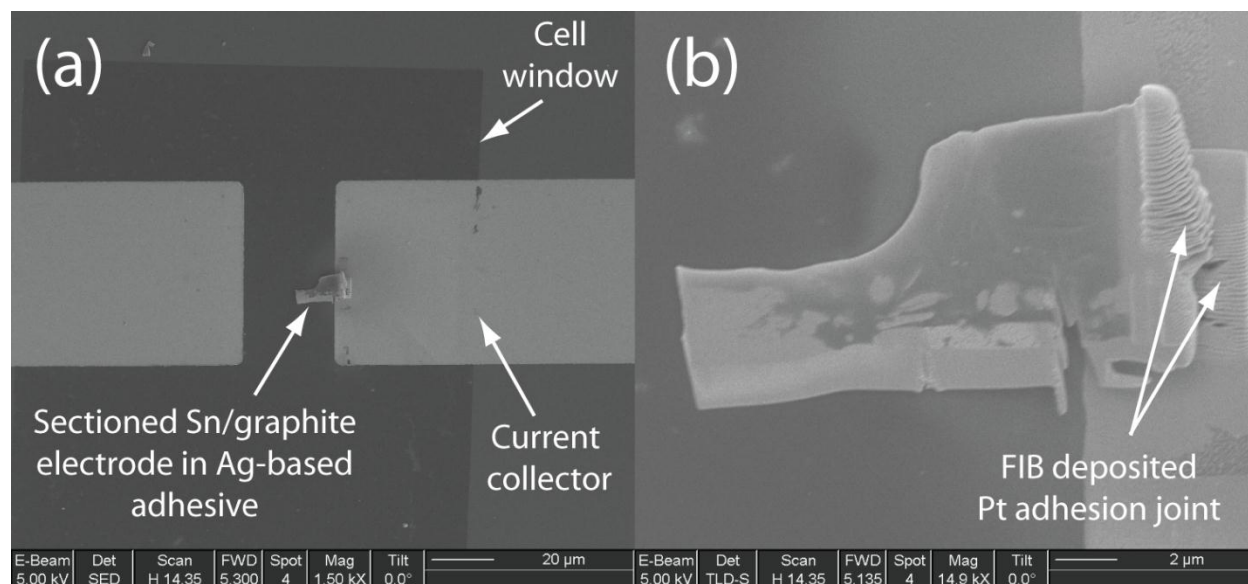 (a)
Cell
window
Sectioned Sn/graphite
electrode in Ag-based
adhesive
Current
collector
E-Beam Det Scan FWD Spot Mag Tilt 20 µm
5.00 kV SED H 14.35 5.300 4 1.50 kX 0.0°
(b)
FIB deposited
Pt adhesion joint
E-Beam Det Scan FWD Spot Mag Tilt 2 µm
5.00 kV TLD-S H 14.35 5.135 4 14.9 kX 0.0°